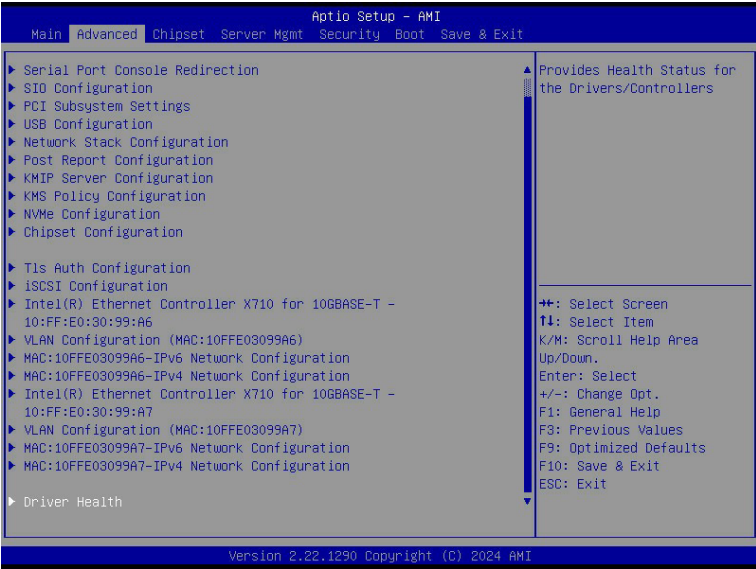 Aptio Setup - AMI
Main Advanced Chipset Server Mgmt Security Boot Save & Exit
▶ Serial Port Console Redirection
▶ SIO Configuration
▶ PCI Subsystem Settings
▶ USB Configuration
▶ Network Stack Configuration
▶ Post Report Configuration
▶ KMIP Server Configuration
▶ KMS Policy Configuration
▶ NVMe Configuration
▶ Chipset Configuration
▶ Tls Auth Configuration
▶ iSCSI Configuration
▶ Intel(R) Ethernet Controller X710 for 10GBASE-T -
10:FF:E0:30:99:A6
▶ VLAN Configuration (MAC:10FFE03099A6)
▶ MAC:10FFE03099A6-IPv6 Network Configuration
▶ MAC:10FFE03099A6-IPv4 Network Configuration
▶ Intel(R) Ethernet Controller X710 for 10GBASE-T -
10:FF:E0:30:99:A7
▶ VLAN Configuration (MAC:10FFE03099A7)
▶ MAC:10FFE03099A7-IPv6 Network Configuration
▶ MAC:10FFE03099A7-IPv4 Network Configuration
▶ Driver Health
Provides Health Status for
the Drivers/Controllers
→←: Select Screen
↑↓: Select Item
K/M: Scroll Help Area
Up/Down.
Enter: Select
+/-: Change Opt.
F1: General Help
F3: Previous Values
F9: Optimized Defaults
F10: Save & Exit
ESC: Exit
Version 2.22.1290 Copyright (C) 2024 AMI